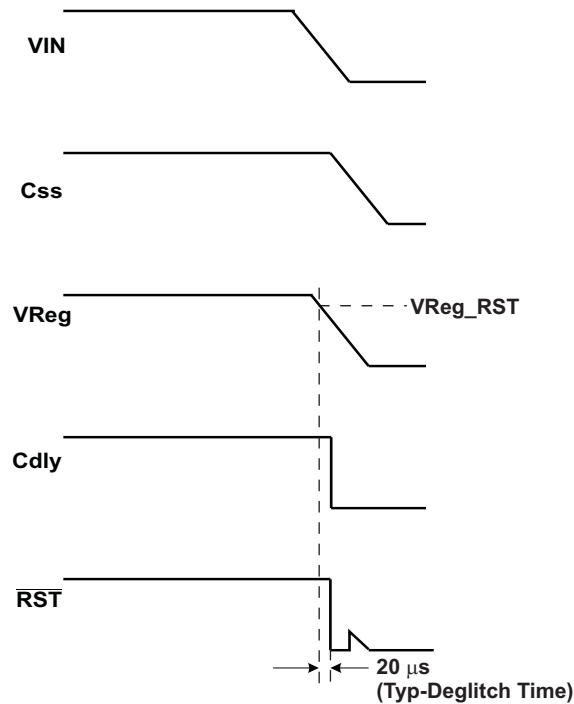 VIN
Css
VReg_RST
VReg
Cdly
RST
20 μs
(Typ-Deglitch Time)